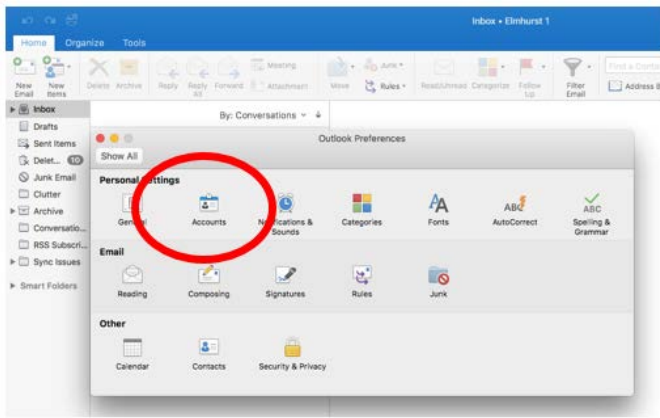 Inbox • Elmhurst 1
Home Organize Tools
New Email
New Items
Delete Archive
Reply Reply All Forward
Meeting
Attachment
Move
Junk
Rules
Read/Unread Categorize Follow Up
Filter Email
Find a Conta
Address B
Inbox
By: Conversations
Drafts
Sent Items
Delet... 10
Junk Email
Clutter
Archive
Conversatio...
RSS Subscri...
Sync Issues
Smart Folders
Outlook Preferences
Show All
Personal Settings
General Accounts Notifications & Sounds Categories Fonts AutoCorrect Spelling & Grammar
Email
Reading Composing Signatures Rules Junk
Other
Calendar Contacts Security & Privacy